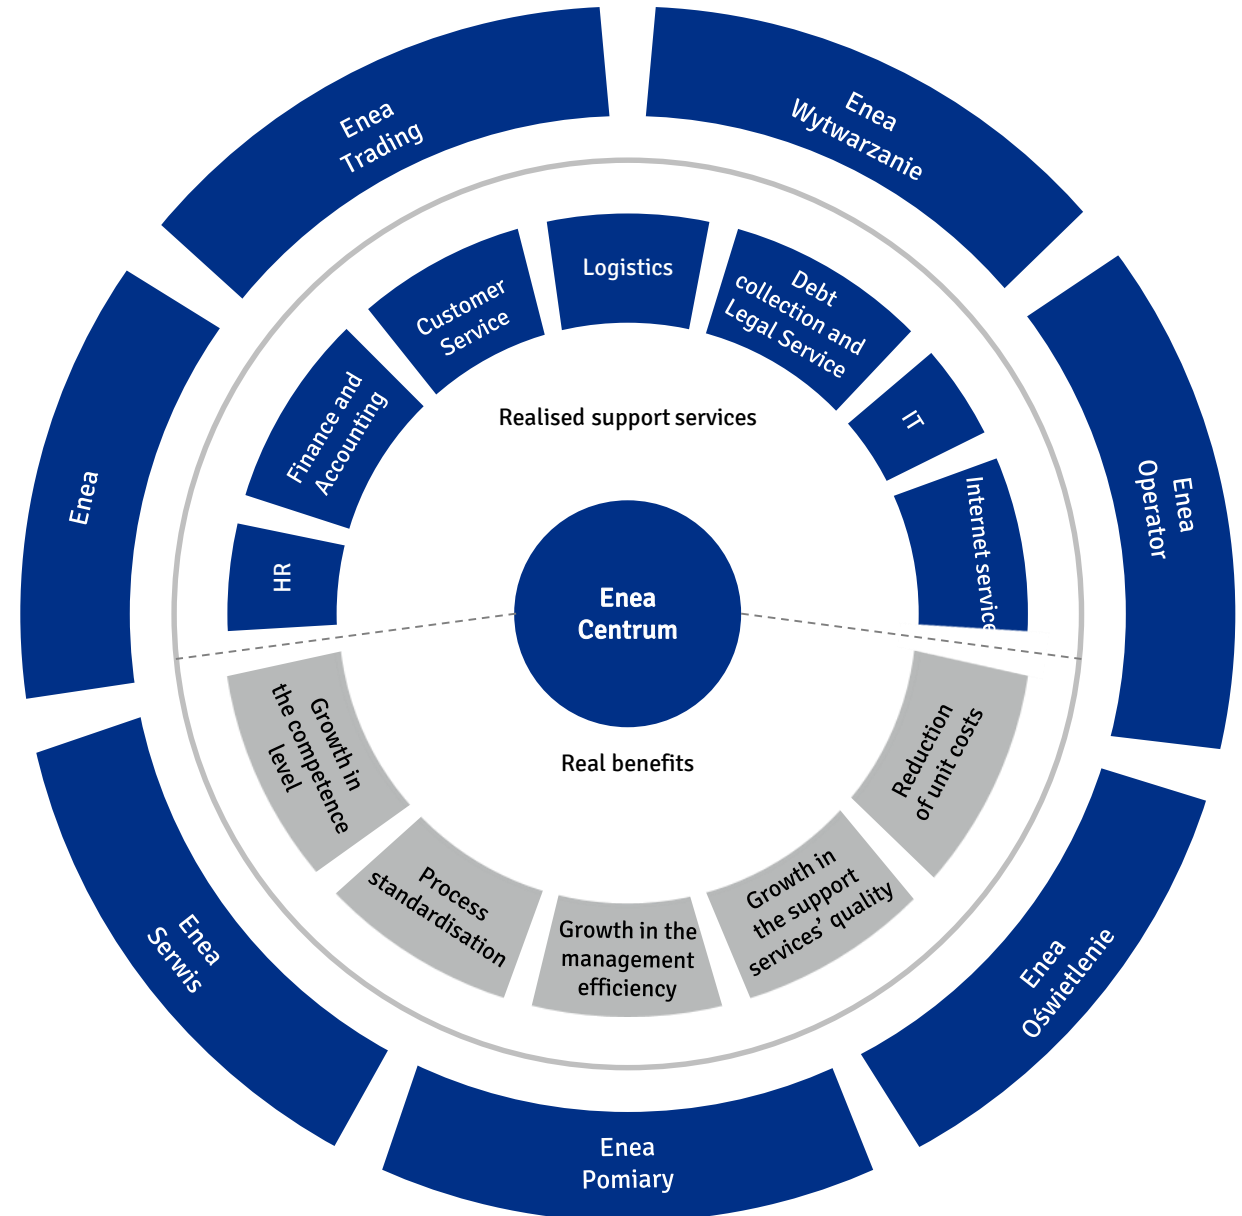 Enea
Trading
Enea
Wytwarzanie
Enea
Operator
Enea
Oświetlenie
Enea
Pomiary
Enea
Serwis
Enea
HR
Finance and
Accounting
Customer
Service
Logistics
Debt
collection and
Legal Service
IT
Internet service
Realised support services
Enea
Centrum
Real benefits
Growth in
the competence
level
Process
standardisation
Growth in the
management
efficiency
Growth in
the support
services’ quality
Reduction
of unit costs